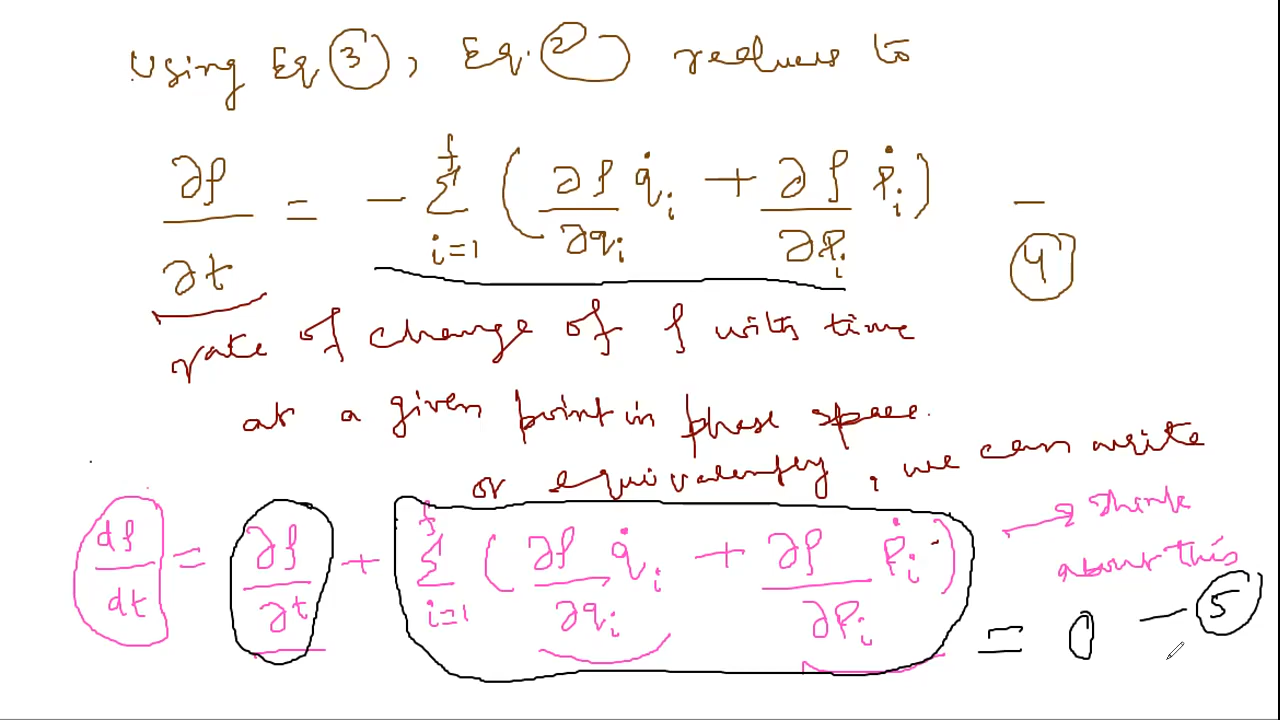 Using Eq ③, Eq. ② reduces to
∂ρ/∂t = - Σ_{i=1}^{f} ( ∂ρ/∂q_i q̇_i + ∂ρ/∂p_i ṗ_i ) - ④
rate of change of ρ with time
at a given point in phase space.
or equivalently, we can write
dρ/dt = ∂ρ/∂t + Σ_{i=1}^{f} ( ∂ρ/∂q_i q̇_i + ∂ρ/∂p_i ṗ_i ) = 0 - ⑤
→ think
about this